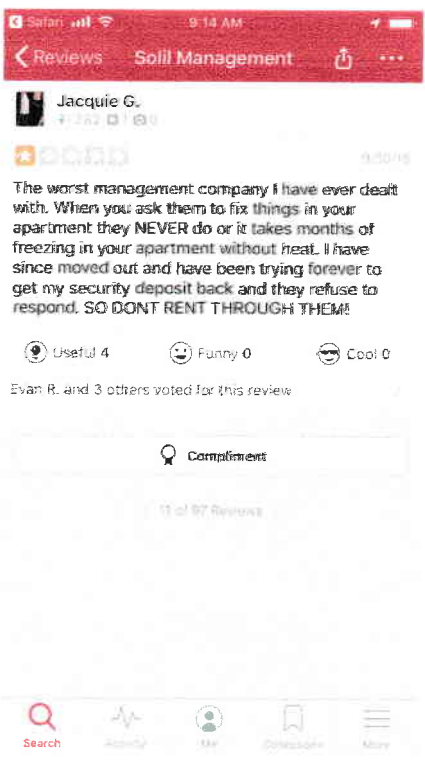 Safari
9:14 AM
Reviews Solil Management
Jacquie G.
The worst management company I have ever dealt
with. When you ask them to fix things in your
apartment they NEVER do or it takes months of
freezing in your apartment without heat. I have
since moved out and have been trying forever to
get my security deposit back and they refuse to
respond. SO DONT RENT THROUGH THEM!
Useful 4 Funny 0 Cool 0
Evan R. and 3 others voted for this review
Compliment
11 of 97 Reviews
Search Activity Me Collections More